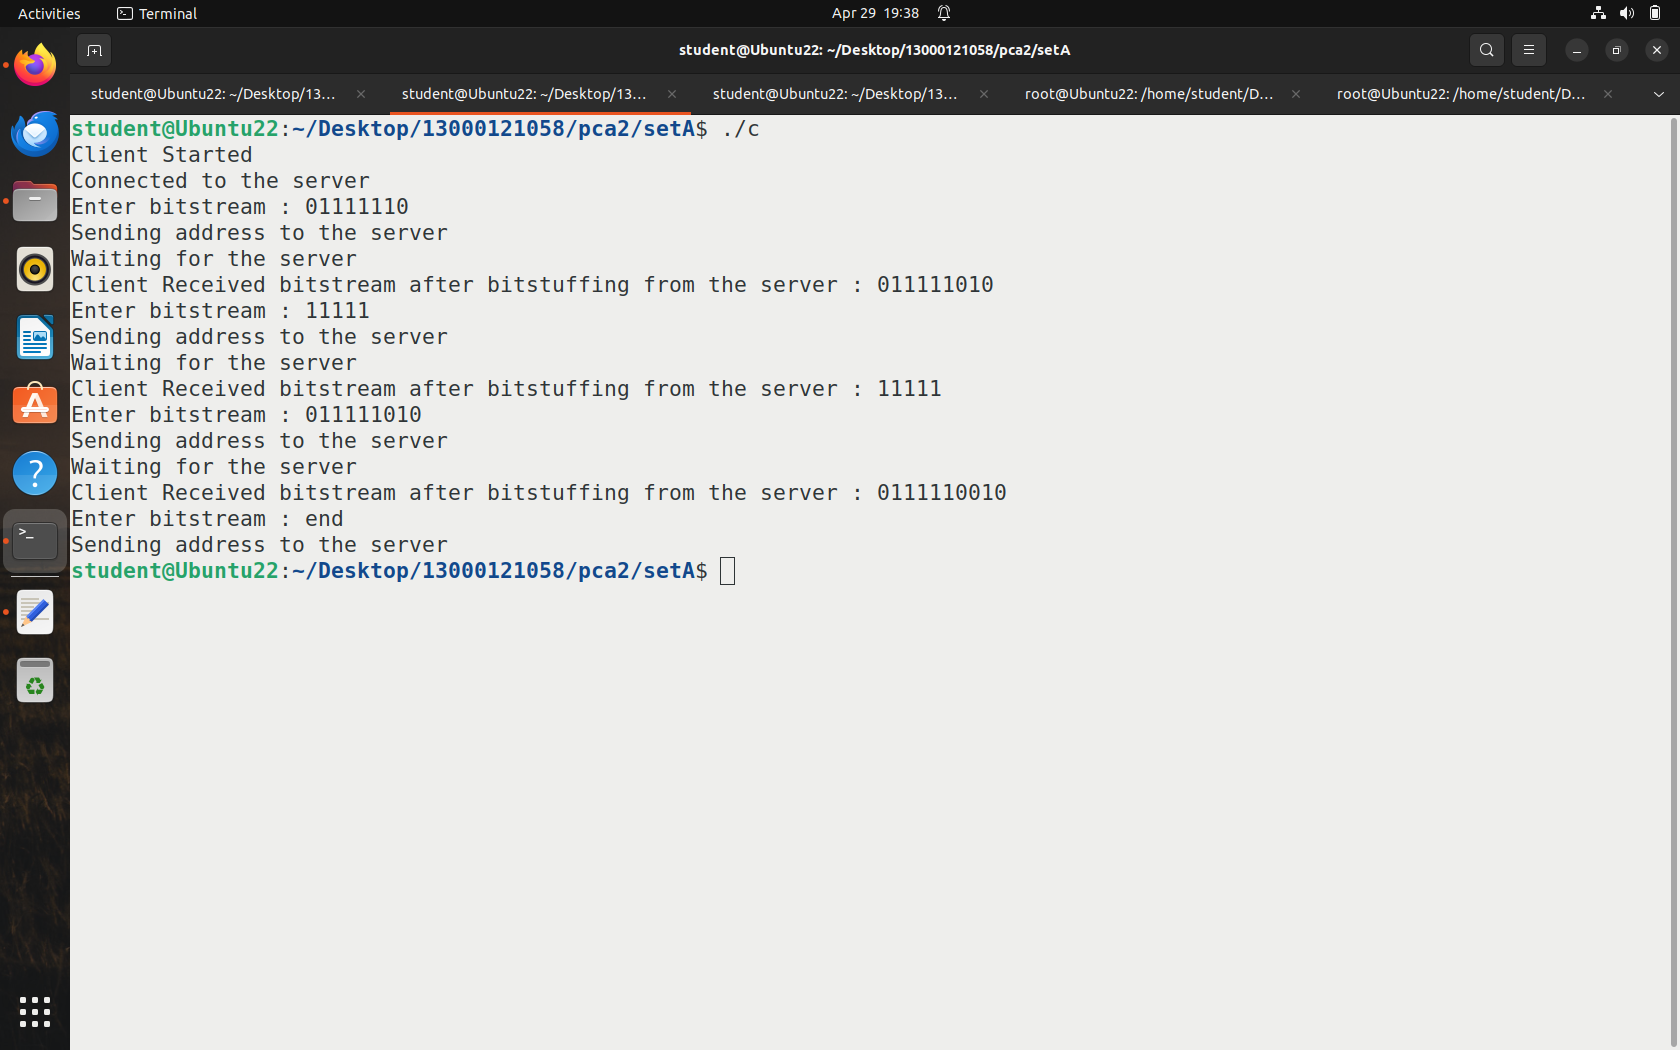 Activities Terminal Apr 29 19:38
student@Ubuntu22: ~/Desktop/13000121058/pca2/setA
student@Ubuntu22: ~/Desktop/13... student@Ubuntu22: ~/Desktop/13... student@Ubuntu22: ~/Desktop/13... root@Ubuntu22: /home/student/D... root@Ubuntu22: /home/student/D...
student@Ubuntu22:~/Desktop/13000121058/pca2/setA$ ./c
Client Started
Connected to the server
Enter bitstream : 01111110
Sending address to the server
Waiting for the server
Client Received bitstream after bitstuffing from the server : 011111010
Enter bitstream : 11111
Sending address to the server
Waiting for the server
Client Received bitstream after bitstuffing from the server : 11111
Enter bitstream : 011111010
Sending address to the server
Waiting for the server
Client Received bitstream after bitstuffing from the server : 0111110010
Enter bitstream : end
Sending address to the server
student@Ubuntu22:~/Desktop/13000121058/pca2/setA$